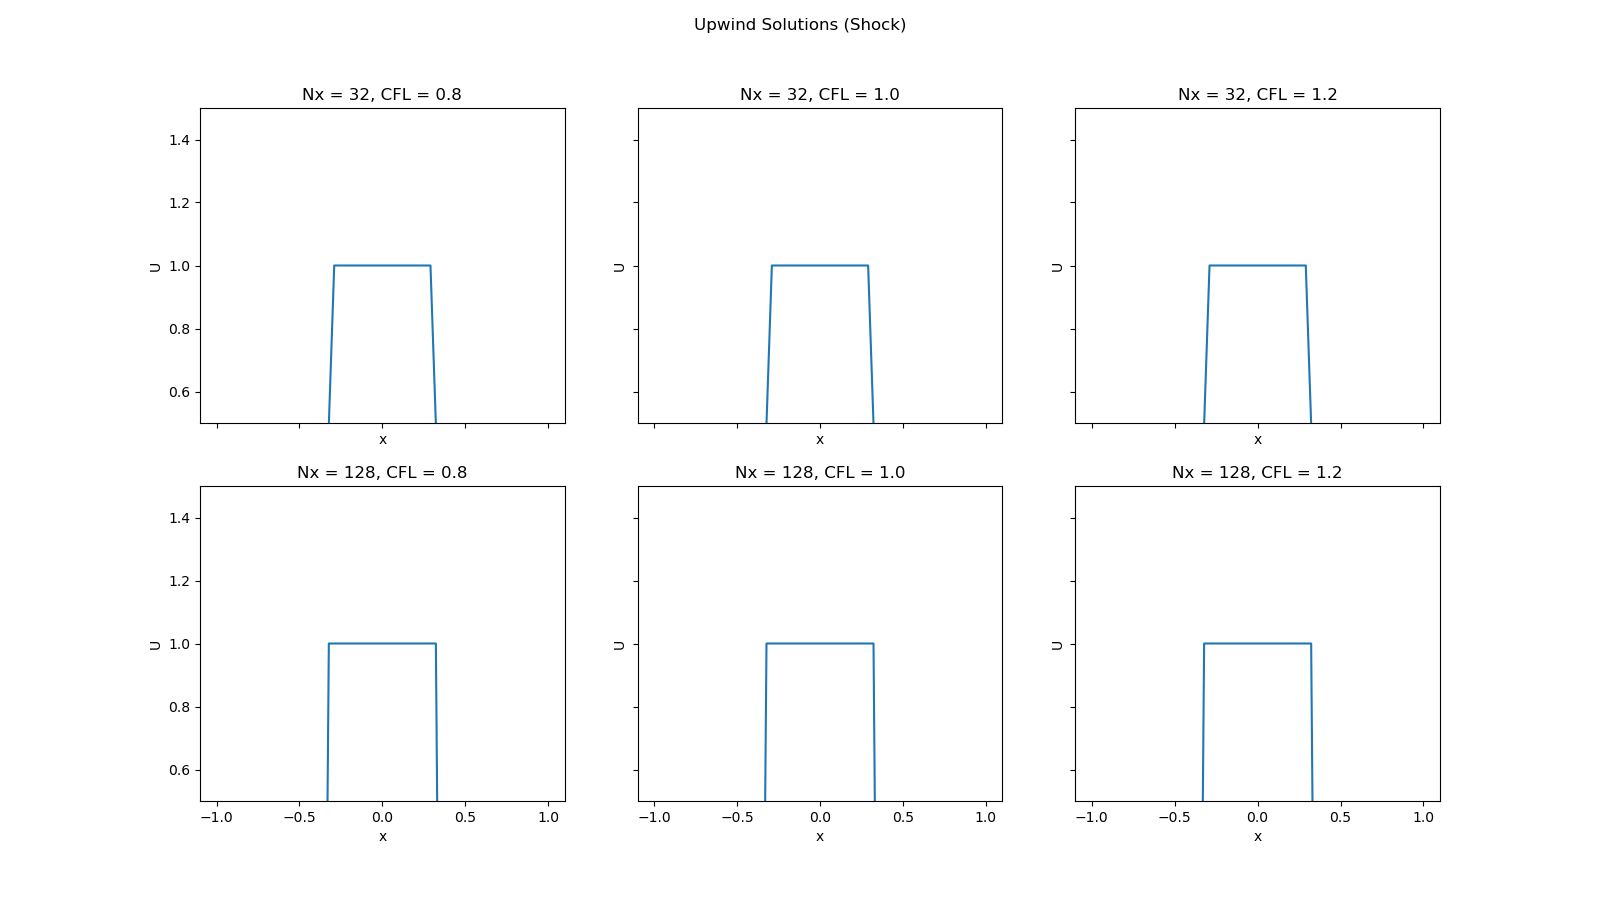 Upwind Solutions (Shock)
Nx = 32, CFL = 0.8
Nx = 32, CFL = 1.0
Nx = 32, CFL = 1.2
1.4
1.2
U
1.0
0.8
0.6
x
U
x
U
x
Nx = 128, CFL = 0.8
Nx = 128, CFL = 1.0
Nx = 128, CFL = 1.2
1.4
1.2
U
1.0
0.8
0.6
−1.0 −0.5 0.0 0.5 1.0
x
U
−1.0 −0.5 0.0 0.5 1.0
x
U
−1.0 −0.5 0.0 0.5 1.0
x